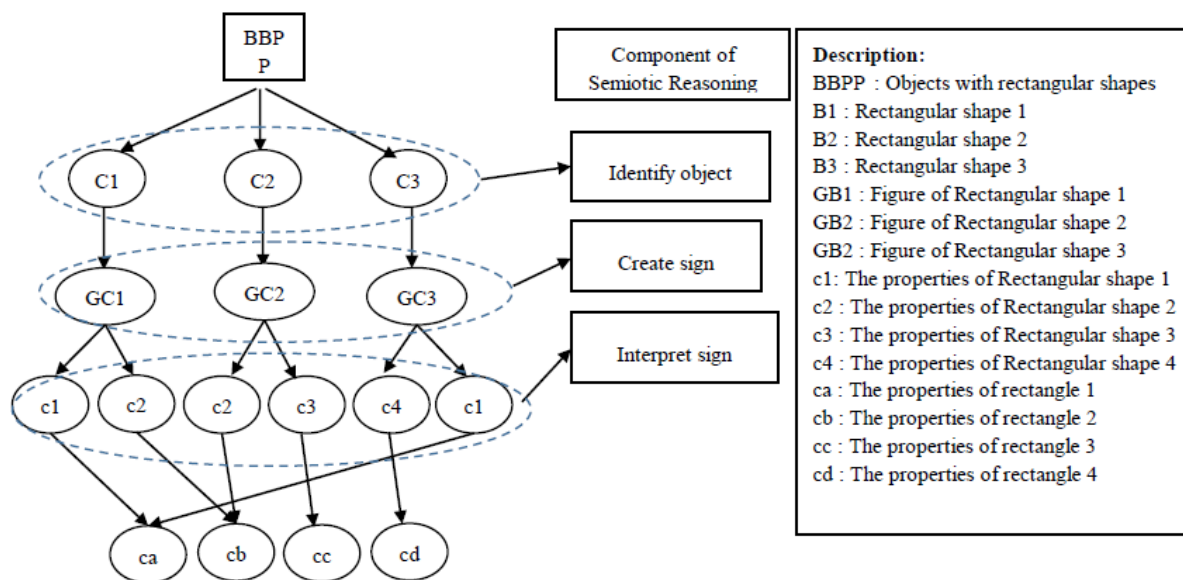 BBP
P
Component of
Semiotic Reasoning
C1
C2
C3
Identify object
GC1
GC2
GC3
Create sign
c1
c2
c2
c3
c4
c1
Interpret sign
ca
cb
cc
cd
Description:
BBPP : Objects with rectangular shapes
B1 : Rectangular shape 1
B2 : Rectangular shape 2
B3 : Rectangular shape 3
GB1 : Figure of Rectangular shape 1
GB2 : Figure of Rectangular shape 2
GB2 : Figure of Rectangular shape 3
c1: The properties of Rectangular shape 1
c2 : The properties of Rectangular shape 2
c3 : The properties of Rectangular shape 3
c4 : The properties of Rectangular shape 4
ca : The properties of rectangle 1
cb : The properties of rectangle 2
cc : The properties of rectangle 3
cd : The properties of rectangle 4